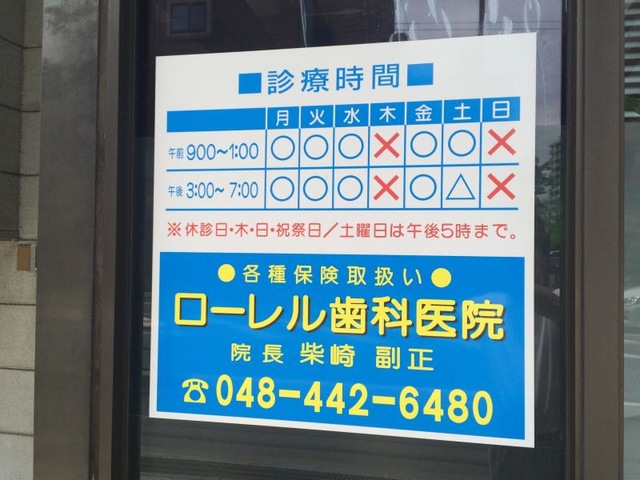 ■診療時間■
月 火 水 木 金 土 日
午前 900～1:00 ○ ○ ○ × ○ ○ ×
午後 3:00～7:00 ○ ○ ○ × ○ △ ×
※休診日・木・日・祝祭日/土曜日は午後5時まで。
●各種保険取扱い●
ローレル歯科医院
院長 柴崎 副正
☎048-442-6480